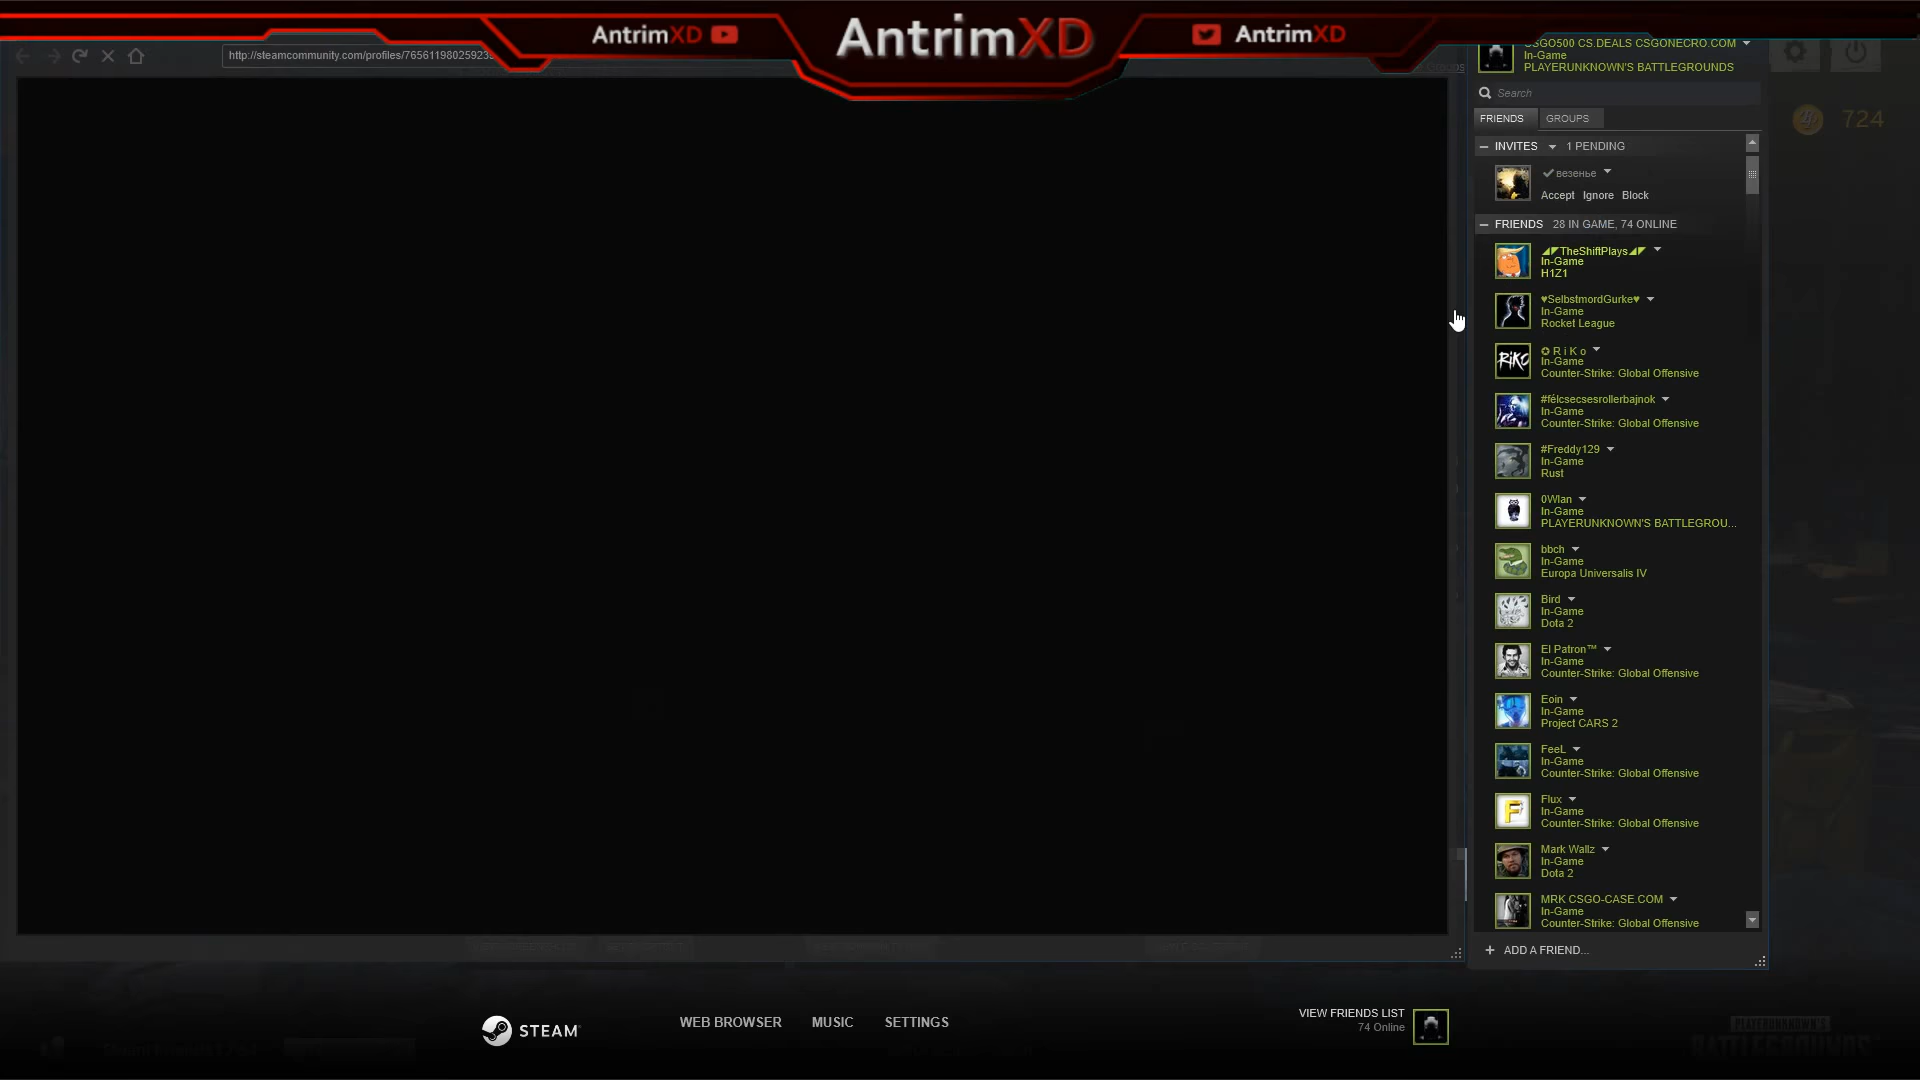 AntrimXD
AntrimXD
AntrimXD
http://steamcommunity.com/profiles/7656119802592
CSGO500 CS.DEALS CSGONECRO.COM
In-Game
PLAYERUNKNOWN'S BATTLEGROUNDS
Search
724
FRIENDS GROUPS
INVITES 1 PENDING
везенье
Accept Ignore Block
FRIENDS 28 IN GAME, 74 ONLINE
◢◤TheShiftPlays◢◤
In-Game
H1Z1
♥SelbstmordGurke♥
In-Game
Rocket League
✪ R i K o
In-Game
Counter-Strike: Global Offensive
RiKO
#félcsecsesrollerbajnok
In-Game
Counter-Strike: Global Offensive
#Freddy129
In-Game
Rust
0Wlan
In-Game
PLAYERUNKNOWN'S BATTLEGROU...
bbch
In-Game
Europa Universalis IV
Bird
In-Game
Dota 2
El Patron™
In-Game
Counter-Strike: Global Offensive
Eoin
In-Game
Project CARS 2
FeeL
In-Game
Counter-Strike: Global Offensive
Flux
In-Game
Counter-Strike: Global Offensive
F
Mark Wallz
In-Game
Dota 2
MRK CSGO-CASE.COM
In-Game
Counter-Strike: Global Offensive
+ ADD A FRIEND...
STEAM
WEB BROWSER MUSIC SETTINGS
VIEW FRIENDS LIST
74 Online
PLAYERUNKNOWN'S
BATTLEGROUNDS